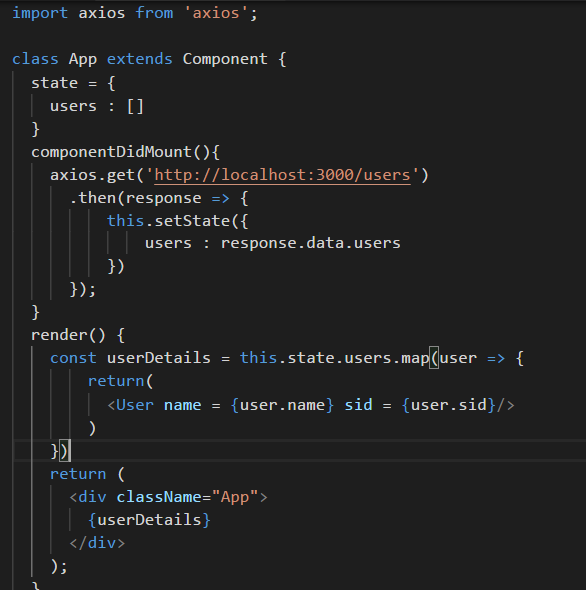 import axios from 'axios';
class App extends Component {
state = {
users : []
}
componentDidMount(){
axios.get('http://localhost:3000/users')
.then(response => {
this.setState({
users : response.data.users
})
});
}
render() {
const userDetails = this.state.users.map(user => {
return(
<User name = {user.name} sid = {user.sid}/>
)
})
return (
<div className="App">
{userDetails}
</div>
);
}